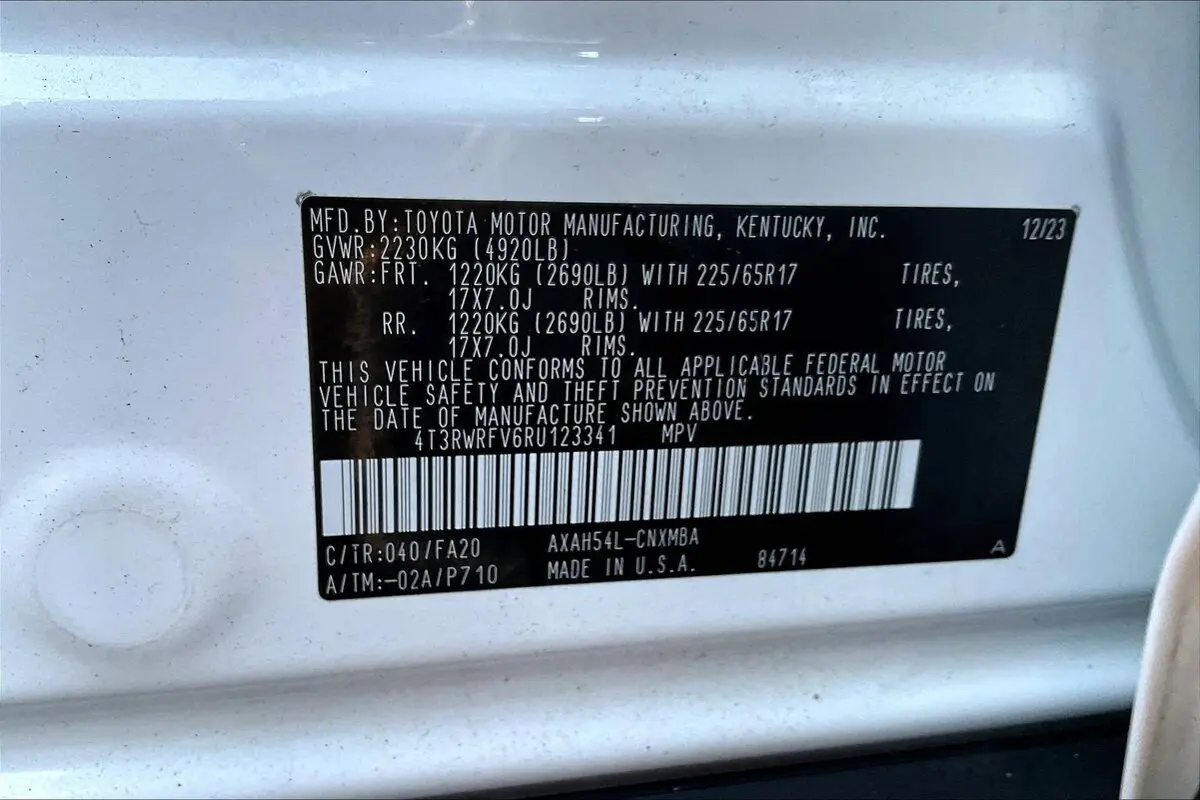 MFD.BY:TOYOTA MOTOR MANUFACTURING, KENTUCKY, INC. 12/23
GVWR:2230KG (4920LB)
GAWR:FRT. 1220KG (2690LB) WITH 225/65R17 TIRES,
17X7.0J RIMS.
RR. 1220KG (2690LB) WITH 225/65R17 TIRES,
17X7.0J RIMS.
THIS VEHICLE CONFORMS TO ALL APPLICABLE FEDERAL MOTOR
VEHICLE SAFETY AND THEFT PREVENTION STANDARDS IN EFFECT ON
THE DATE OF MANUFACTURE SHOWN ABOVE.
4T3RWRFV6RU123341 MPV
C/TR:040/FA20 AXAH54L-CNXMBA
A/TM:-02A/P710 MADE IN U.S.A. 84714 A